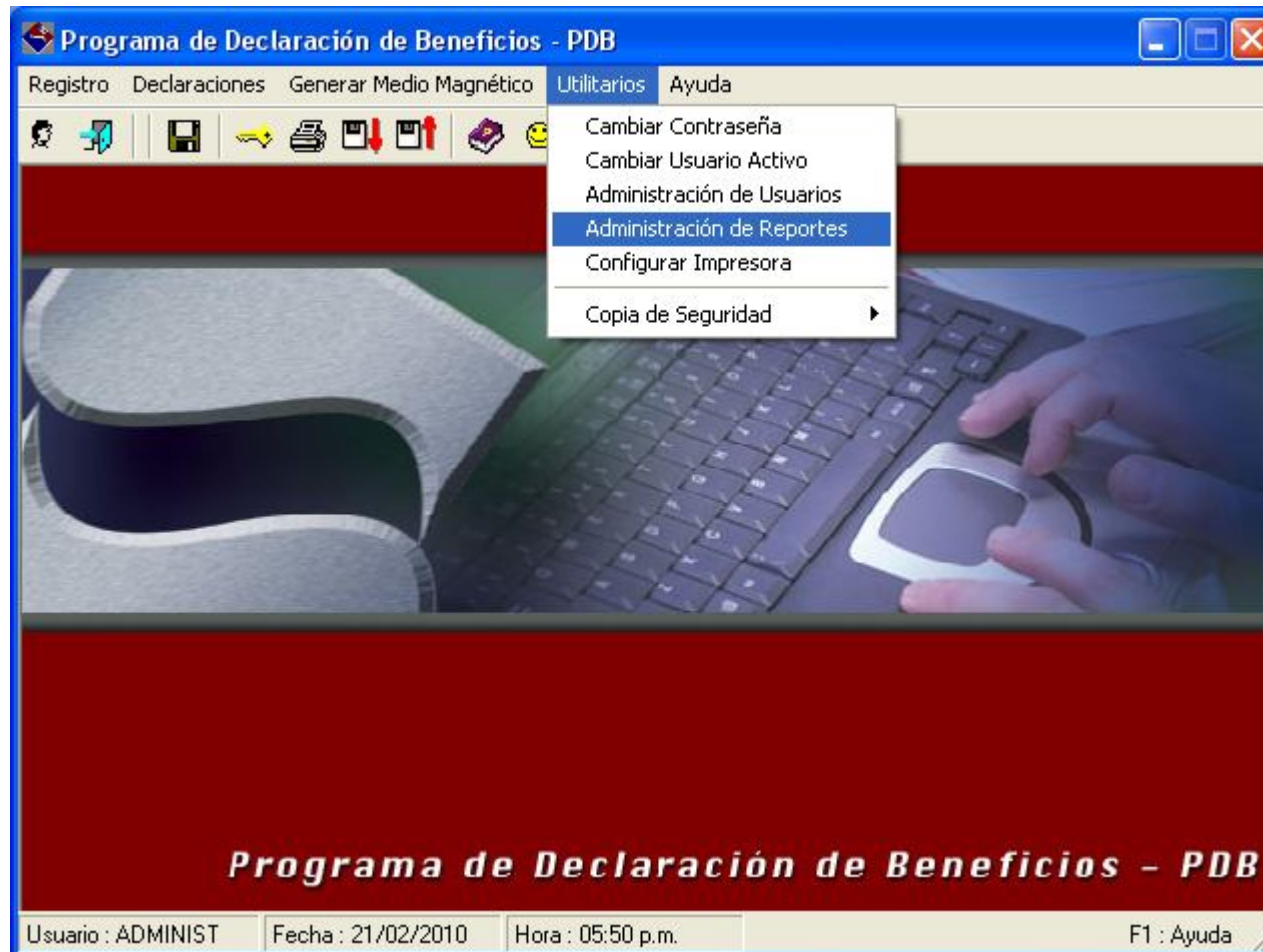 Programa de Declaración de Beneficios - PDB
Registro Declaraciones Generar Medio Magnético Utilitarios Ayuda
Cambiar Contraseña
Cambiar Usuario Activo
Administración de Usuarios
Administración de Reportes
Configurar Impresora
Copia de Seguridad
Programa de Declaración de Beneficios - PDB
Usuario : ADMINIST Fecha : 21/02/2010 Hora : 05:50 p.m. F1 : Ayuda